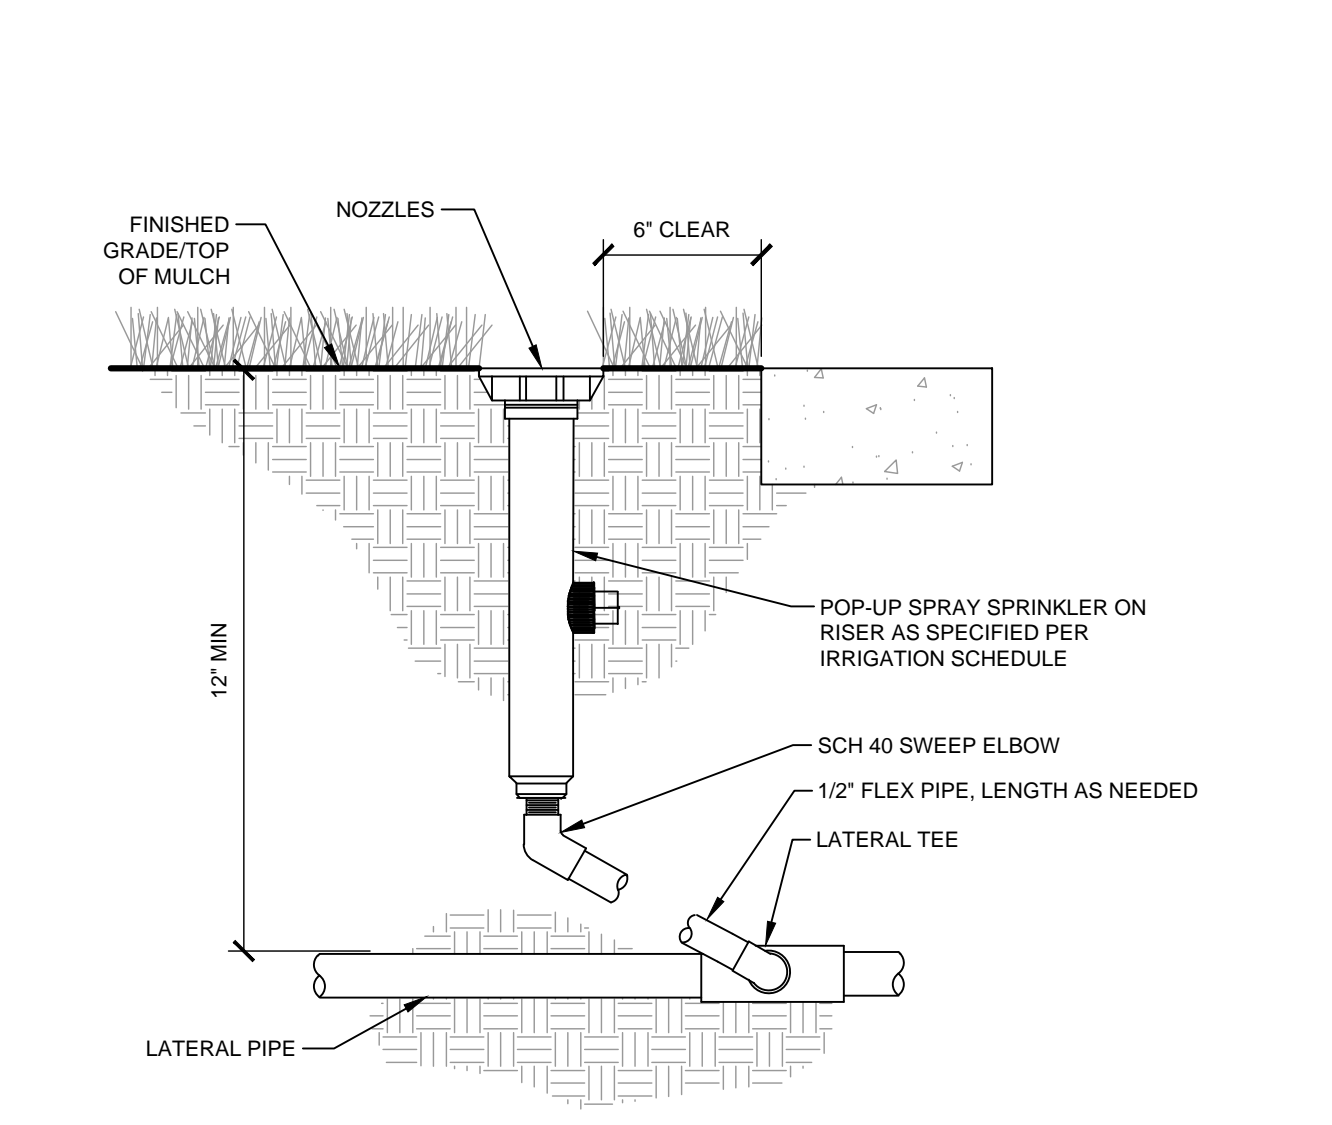 NOZZLES
FINISHED
GRADE/TOP
OF MULCH
6" CLEAR
12" MIN
POP-UP SPRAY SPRINKLER ON
RISER AS SPECIFIED PER
IRRIGATION SCHEDULE
SCH 40 SWEEP ELBOW
1/2" FLEX PIPE, LENGTH AS NEEDED
LATERAL TEE
LATERAL PIPE